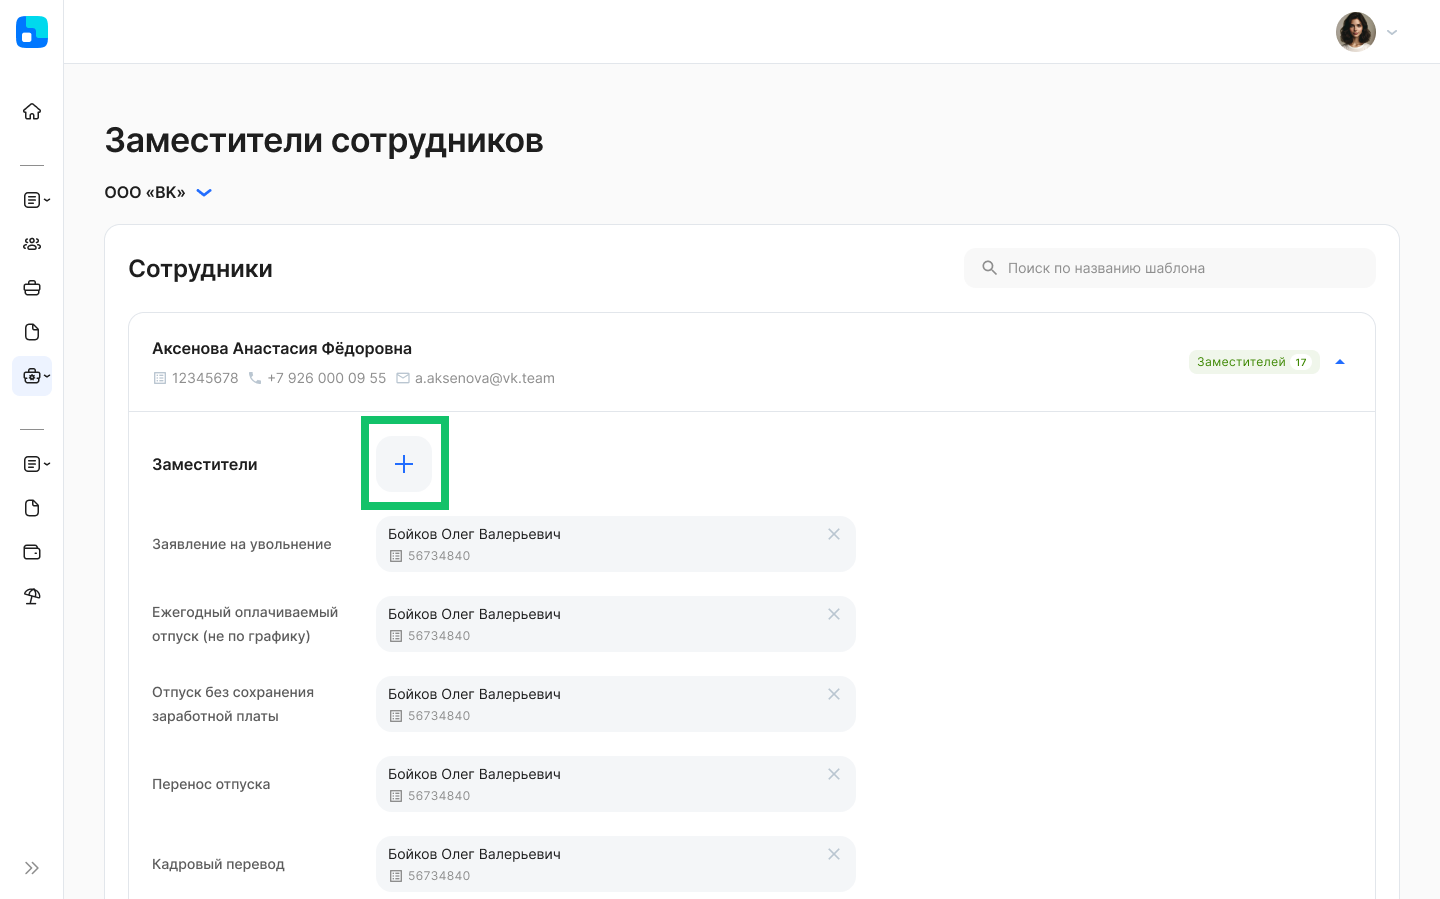 Заместители сотрудников
ООО «ВК»
Сотрудники
Поиск по названию шаблона
Аксенова Анастасия Фёдоровна
12345678 +7 926 000 09 55 a.aksenova@vk.team
Заместителей 17
Заместители
Заявление на увольнение
Бойков Олег Валерьевич
56734840
Ежегодный оплачиваемый
отпуск (не по графику)
Бойков Олег Валерьевич
56734840
Отпуск без сохранения
заработной платы
Бойков Олег Валерьевич
56734840
Перенос отпуска
Бойков Олег Валерьевич
56734840
Кадровый перевод
Бойков Олег Валерьевич
56734840